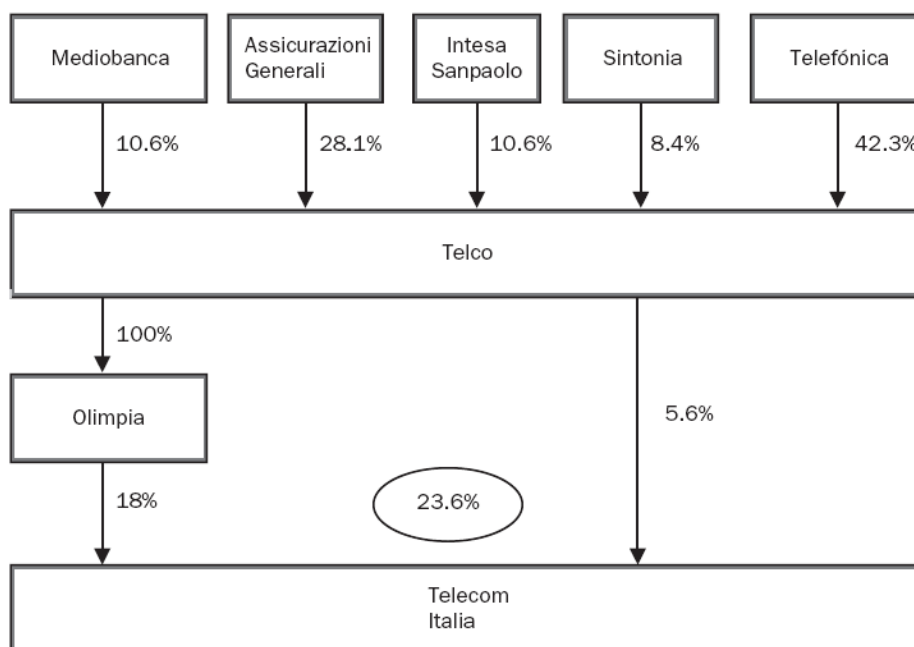 Mediobanca
Assicurazioni
Generali
Intesa
Sanpaolo
Sintonia
Telefónica
10.6%
28.1%
10.6%
8.4%
42.3%
Telco
100%
Olimpia
5.6%
18%
23.6%
Telecom
Italia